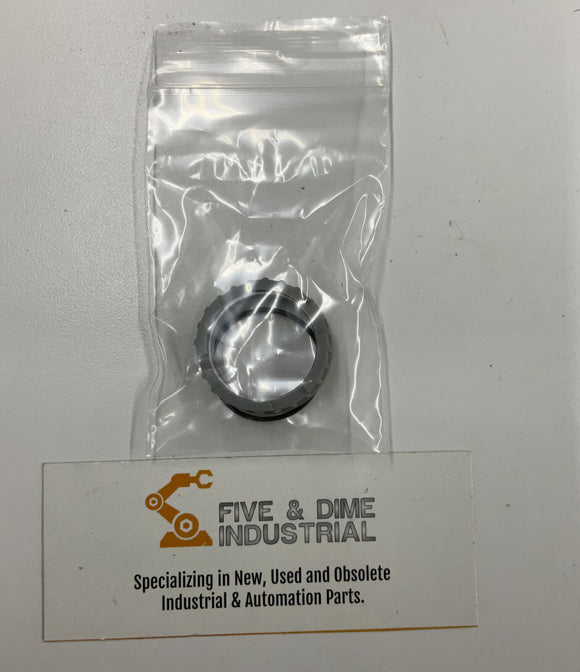 FIVE & DIME
INDUSTRIAL
Specializing in New, Used and Obsolete
Industrial & Automation Parts.